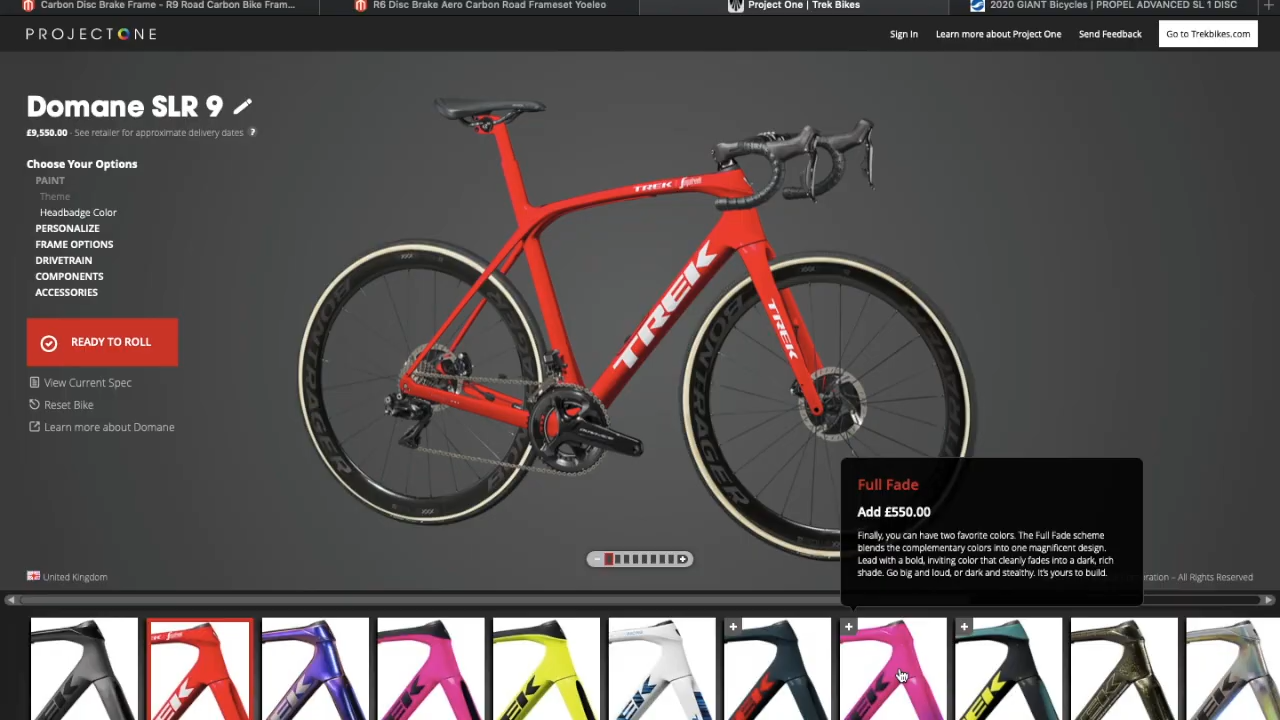 Carbon Disc Brake Frame - R9 Road Carbon Bike Fram...
R6 Disc Brake Aero Carbon Road Frameset Yoeleo
Project One | Trek Bikes
2020 GIANT Bicycles | PROPEL ADVANCED SL 1 DISC
PROJECT ONE
Sign In
Learn more about Project One
Send Feedback
Go to Trekbikes.com
Domane SLR 9
£9,550.00 - See retailer for approximate delivery dates ?
Choose Your Options
PAINT
Theme
Headbadge Color
PERSONALIZE
FRAME OPTIONS
DRIVETRAIN
COMPONENTS
ACCESSORIES
READY TO ROLL
View Current Spec
Reset Bike
Learn more about Domane
TREK Segafredo
TREK
TREK
BONTRAGER
BONTRAGER
Full Fade
Add £550.00
Finally, you can have two favorite colors. The Full Fade scheme
blends the complementary colors into one magnificent design.
Lead with a bold, inviting color that cleanly fades into a dark, rich
shade. Go big and loud, or dark and stealthy. It's yours to build.
United Kingdom
oration – All Rights Reserved